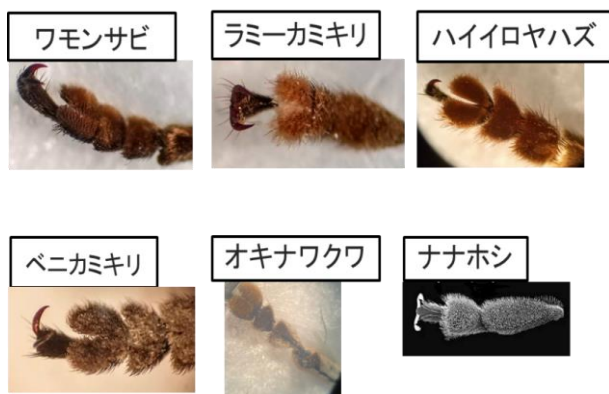 ワモンサビ
ラミーカミキリ
ハイイロヤハズ
ベニカミキリ
オキナワクワ
ナナホシ